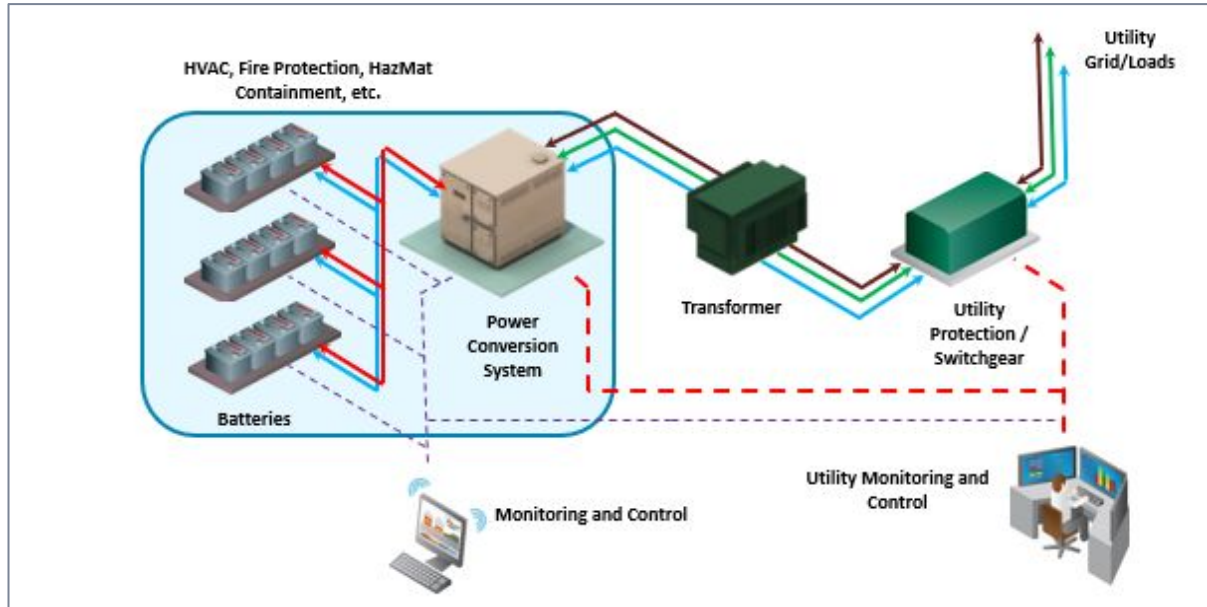 HVAC, Fire Protection, HazMat
Containment, etc.
Utility
Grid/Loads
Transformer
Utility
Protection /
Switchgear
Power
Conversion
System
Batteries
Monitoring and Control
Utility Monitoring and
Control